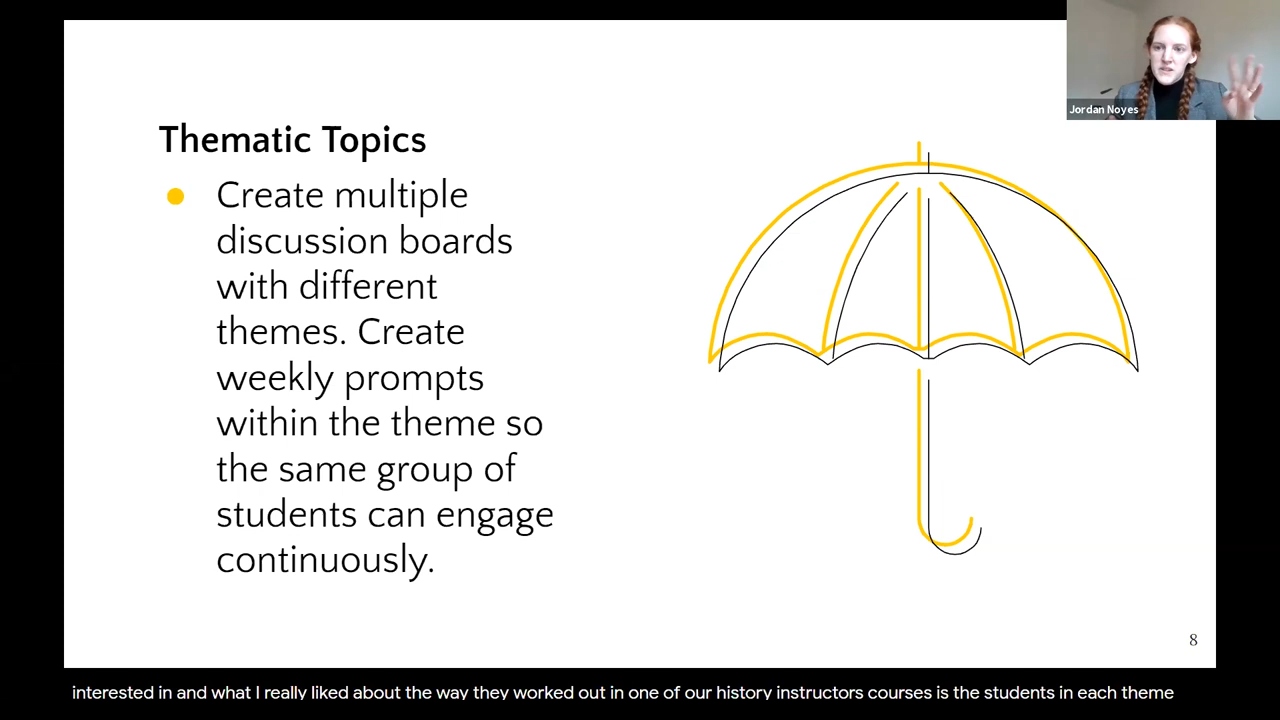 Jordan Noyes
Thematic Topics
Create multiple
discussion boards
with different
themes. Create
weekly prompts
within the theme so
the same group of
students can engage
continuously.
8
interested in and what I really liked about the way they worked out in one of our history instructors courses is the students in each theme